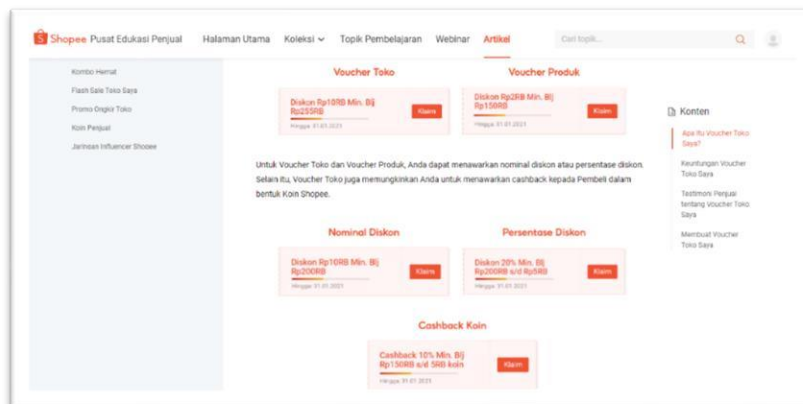 Shopee Pusat Edukasi Penjual
Halaman Utama
Koleksi
Topik Pembelajaran
Webinar
Artikel
Cari topik...
Kombo Hemat
Flash Sale Toko Saya
Promo Ongkir Toko
Koin Penjual
Jaringan Influencer Shopee
Voucher Toko
Voucher Produk
Diskon Rp10RB Min. Blj
Rp255RB
Hingga: 01.01.2021
Klaim
Diskon Rp2RB Min. Blj
Rp150RB
Hingga: 01.01.2021
Klaim
Untuk Voucher Toko dan Voucher Produk, Anda dapat menawarkan nominal diskon atau persentase diskon.
Selain itu, Voucher Toko juga memungkinkan Anda untuk menawarkan cashback kepada Pembeli dalam
bentuk Koin Shopee.
Nominal Diskon
Persentase Diskon
Diskon Rp10RB Min. Blj
Rp200RB
Hingga: 01.01.2021
Klaim
Diskon 20% Min. Blj
Rp200RB s/d Rp5RB
Hingga: 01.01.2021
Klaim
Cashback Koin
Cashback 10% Min. Blj
Rp150RB s/d 5RB koin
Hingga: 01.01.2021
Klaim
Konten
Apa Itu Voucher Toko
Saya?
Keuntungan Voucher
Toko Saya
Testimoni Penjual
tentang Voucher Toko
Saya
Membuat Voucher
Toko Saya